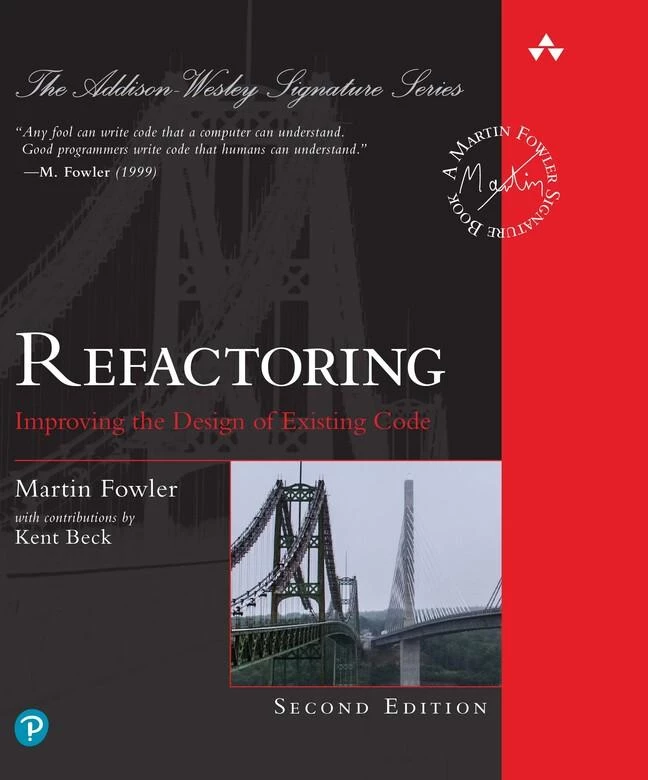 The Addison-Wesley Signature Series
“Any fool can write code that a computer can understand.
Good programmers write code that humans can understand.”
—M. Fowler (1999)
A MARTIN FOWLER SIGNATURE BOOK
Martin
REFACTORING
Improving the Design of Existing Code
Martin Fowler
with contributions by
Kent Beck
SECOND EDITION
P